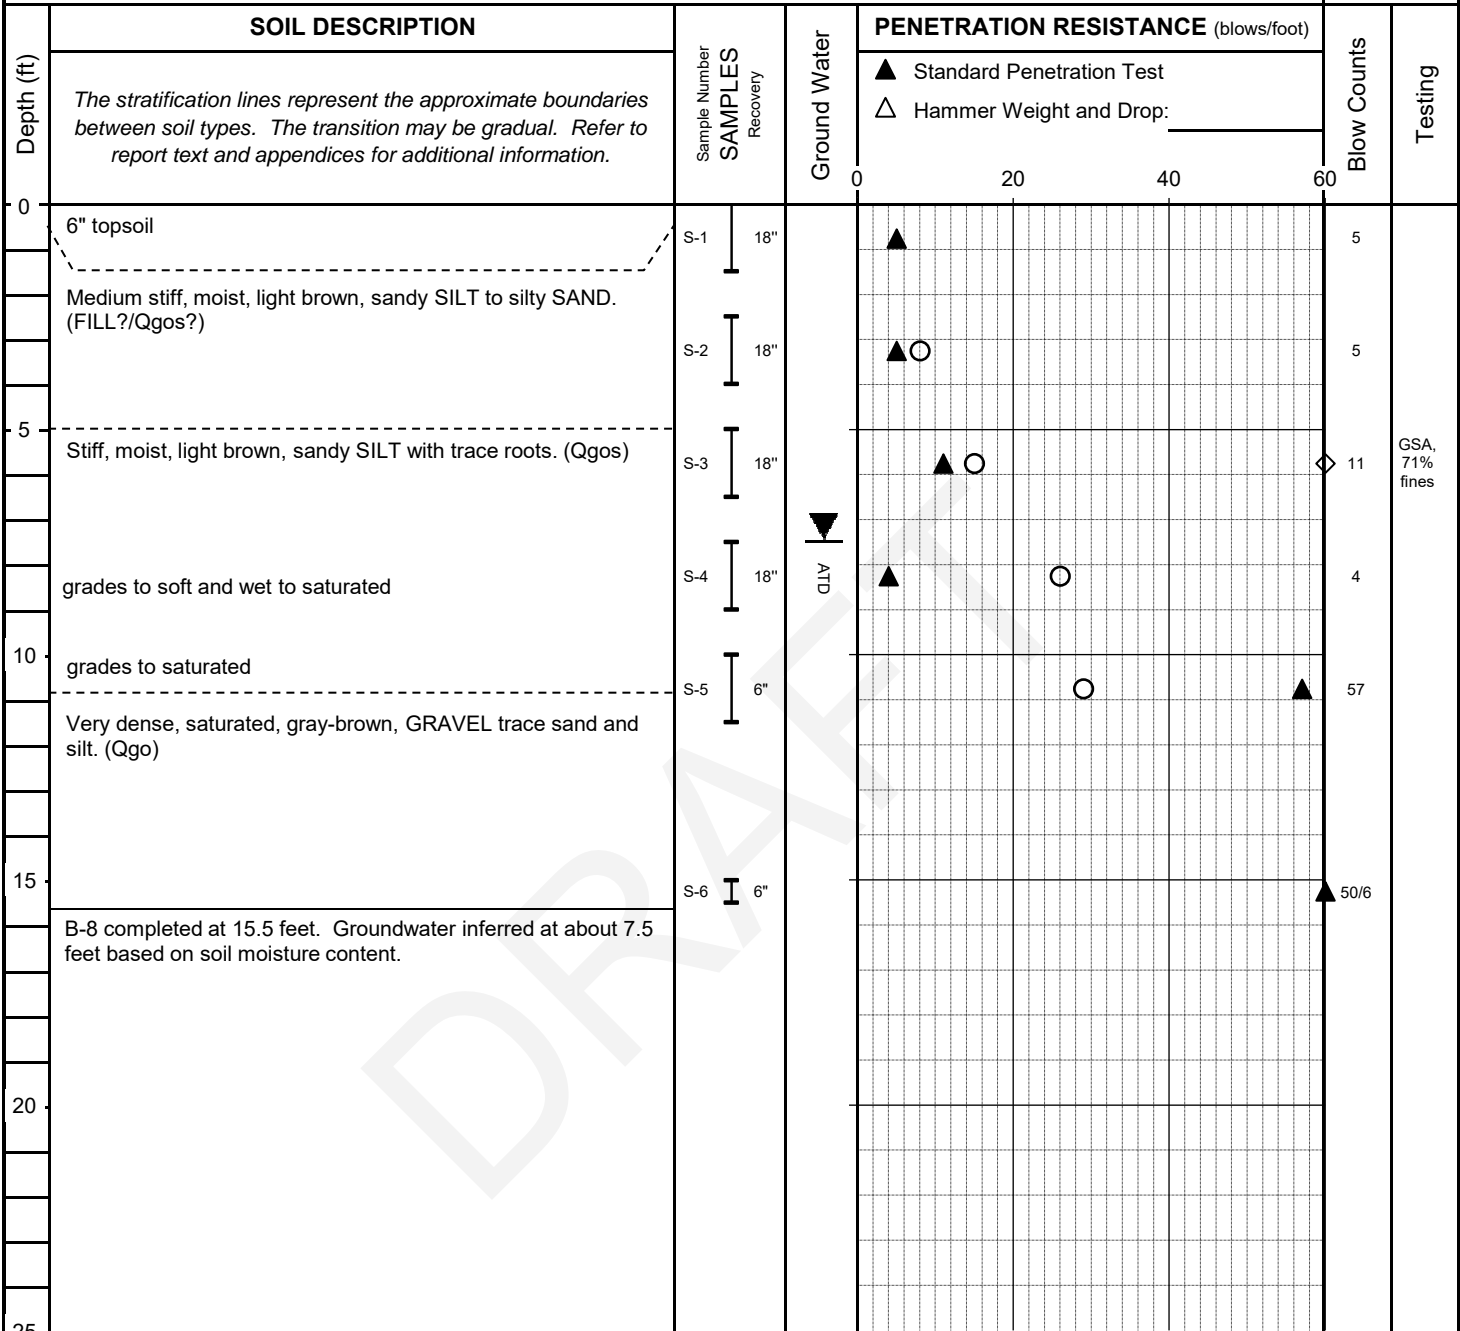 SOIL DESCRIPTION
PENETRATION RESISTANCE (blows/foot)
Depth (ft)
The stratification lines represent the approximate boundaries
between soil types. The transition may be gradual. Refer to
report text and appendices for additional information.
Sample Number
SAMPLES
Recovery
Ground Water
▲ Standard Penetration Test
△ Hammer Weight and Drop:
Blow Counts
Testing
0 20 40 60
0
6" topsoil
S-1 18" 5
Medium stiff, moist, light brown, sandy SILT to silty SAND.
(FILL?/Qgos?)
S-2 18" 5
5
Stiff, moist, light brown, sandy SILT with trace roots. (Qgos)
S-3 18" 11
GSA,
71%
fines
ATD
grades to soft and wet to saturated
S-4 18" 4
10
grades to saturated
S-5 6" 57
Very dense, saturated, gray-brown, GRAVEL trace sand and
silt. (Qgo)
15
S-6 6" 50/6
B-8 completed at 15.5 feet. Groundwater inferred at about 7.5
feet based on soil moisture content.
20
25
DRAFT